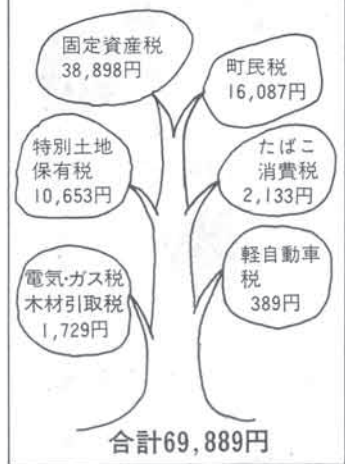 固定資産税
38,898円
町民税
16,087円
特別土地
保有税
10,653円
たばこ
消費税
2,133円
電気・ガス税
木材引取税
1,729円
軽自動車
税
389円
合計69,889円